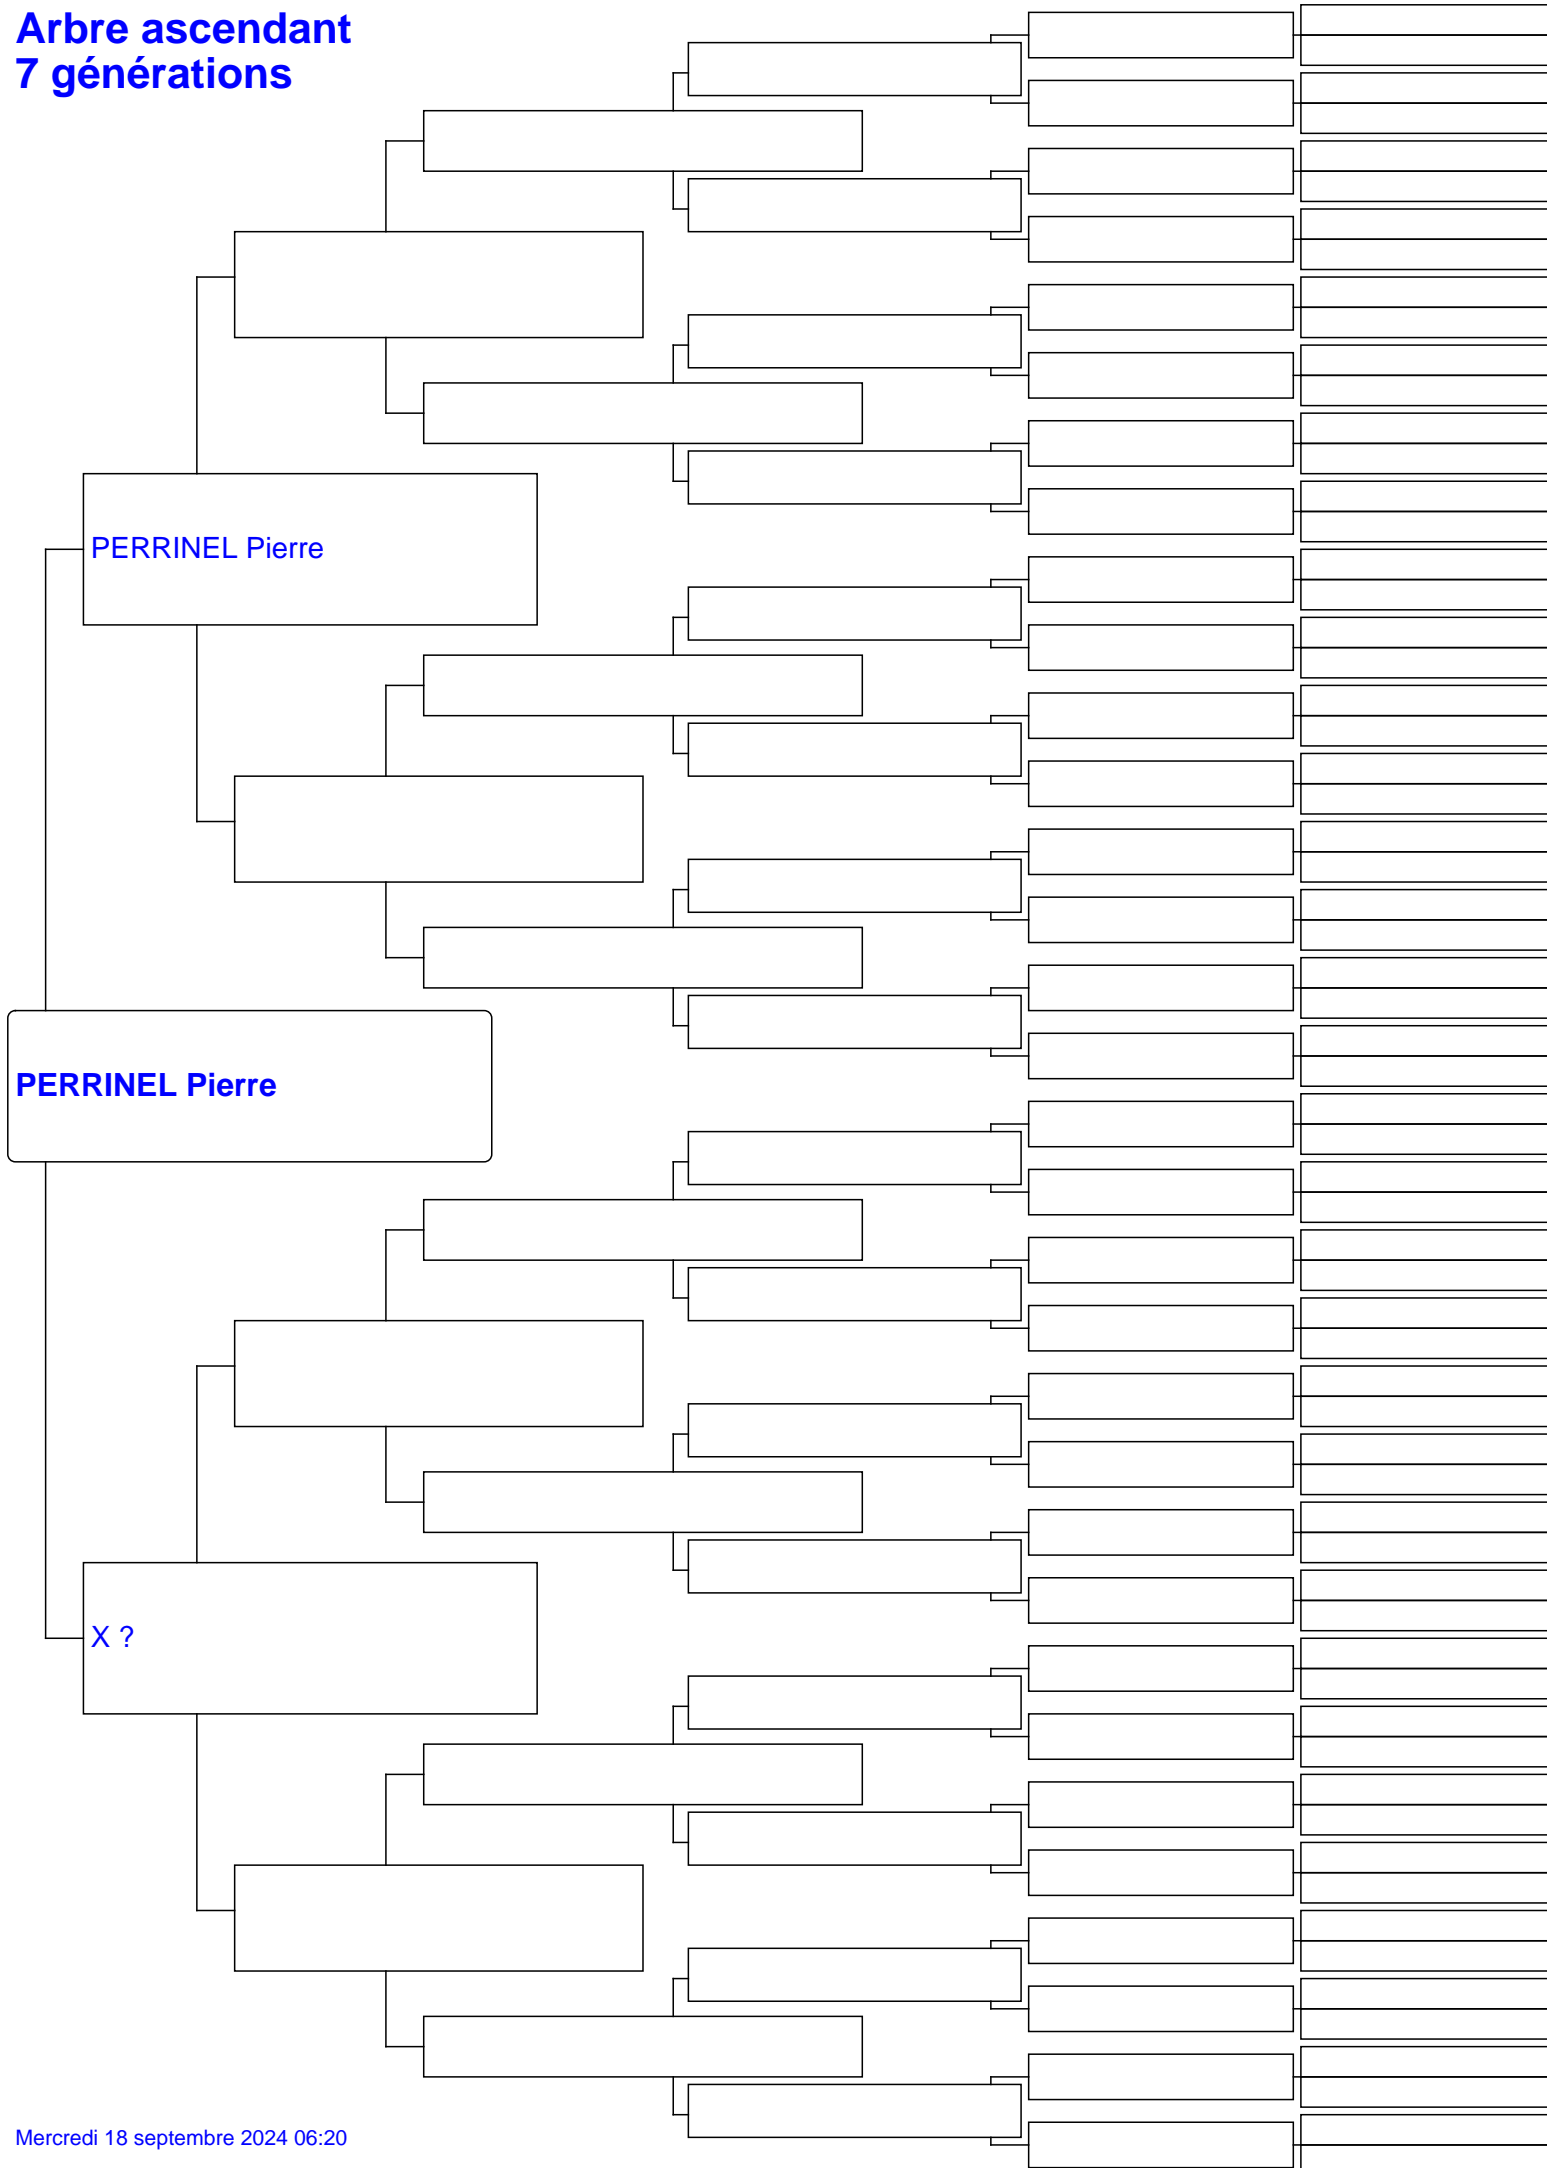 Arbre ascendant
7 générations
PERRINEL Pierre
PERRINEL Pierre
X ?
Mercredi 18 septembre 2024 06:20